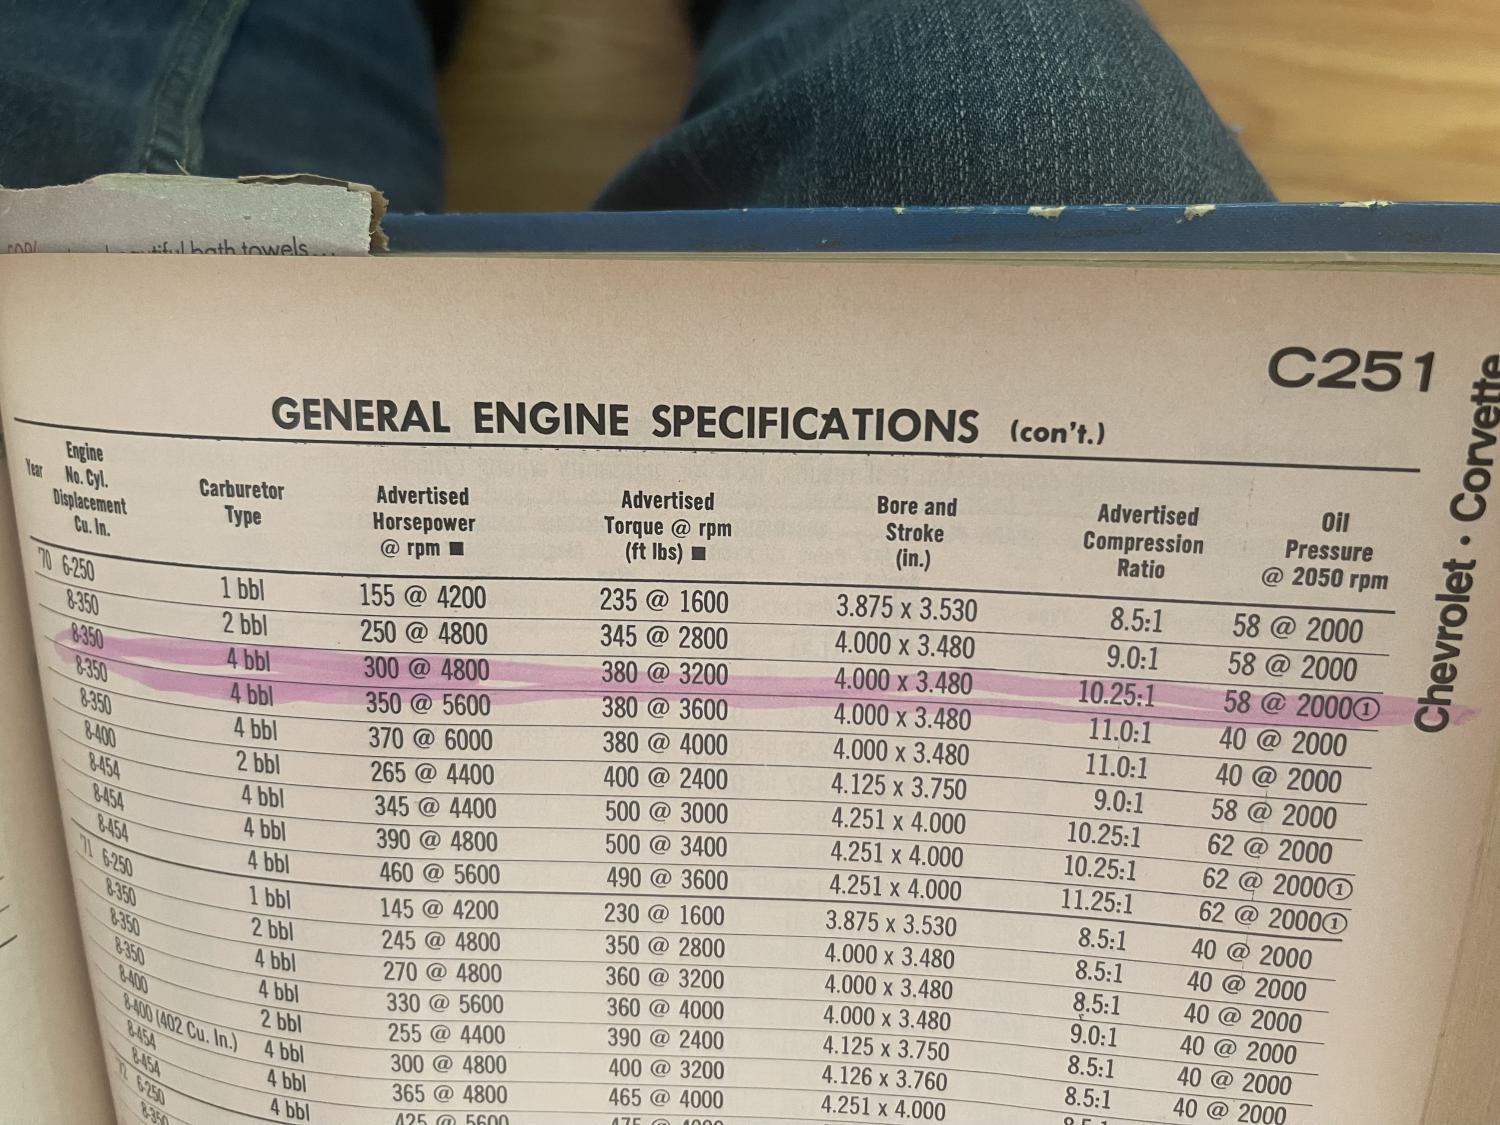 tiful bath towels...
C251
Chevrolet • Corvette
GENERAL ENGINE SPECIFICATIONS (con't.)
Year Engine No. Cyl. Displacement Cu. In. Carburetor Type Advertised Horsepower @ rpm ■ Advertised Torque @ rpm (ft lbs) ■ Bore and Stroke (in.) Advertised Compression Ratio Oil Pressure @ 2050 rpm
'70 6-250 1 bbl 155 @ 4200 235 @ 1600 3.875 x 3.530 8.5:1 58 @ 2000
8-350 2 bbl 250 @ 4800 345 @ 2800 4.000 x 3.480 9.0:1 58 @ 2000
8-350 4 bbl 300 @ 4800 380 @ 3200 4.000 x 3.480 10.25:1 58 @ 2000①
8-350 4 bbl 350 @ 5600 380 @ 3600 4.000 x 3.480 11.0:1 40 @ 2000
8-350 4 bbl 370 @ 6000 380 @ 4000 4.000 x 3.480 11.0:1 40 @ 2000
8-400 2 bbl 265 @ 4400 400 @ 2400 4.125 x 3.750 9.0:1 58 @ 2000
8-454 4 bbl 345 @ 4400 500 @ 3000 4.251 x 4.000 10.25:1 62 @ 2000
8-454 4 bbl 390 @ 4800 500 @ 3400 4.251 x 4.000 10.25:1 62 @ 2000①
8-454 4 bbl 460 @ 5600 490 @ 3600 4.251 x 4.000 11.25:1 62 @ 2000①
'71 6-250 1 bbl 145 @ 4200 230 @ 1600 3.875 x 3.530 8.5:1 40 @ 2000
8-350 2 bbl 245 @ 4800 350 @ 2800 4.000 x 3.480 8.5:1 40 @ 2000
8-350 4 bbl 270 @ 4800 360 @ 3200 4.000 x 3.480 8.5:1 40 @ 2000
8-350 4 bbl 330 @ 5600 360 @ 4000 4.000 x 3.480 9.0:1 40 @ 2000
8-400 2 bbl 255 @ 4400 390 @ 2400 4.125 x 3.750 8.5:1 40 @ 2000
8-400 (402 Cu. In.) 4 bbl 300 @ 4800 400 @ 3200 4.126 x 3.760 8.5:1 40 @ 2000
8-454 4 bbl 365 @ 4800 465 @ 4000 4.251 x 4.000 8.5:1
8-454 4 bbl 425 @ 5600 475 @ 4000
'72 6-250
8-350